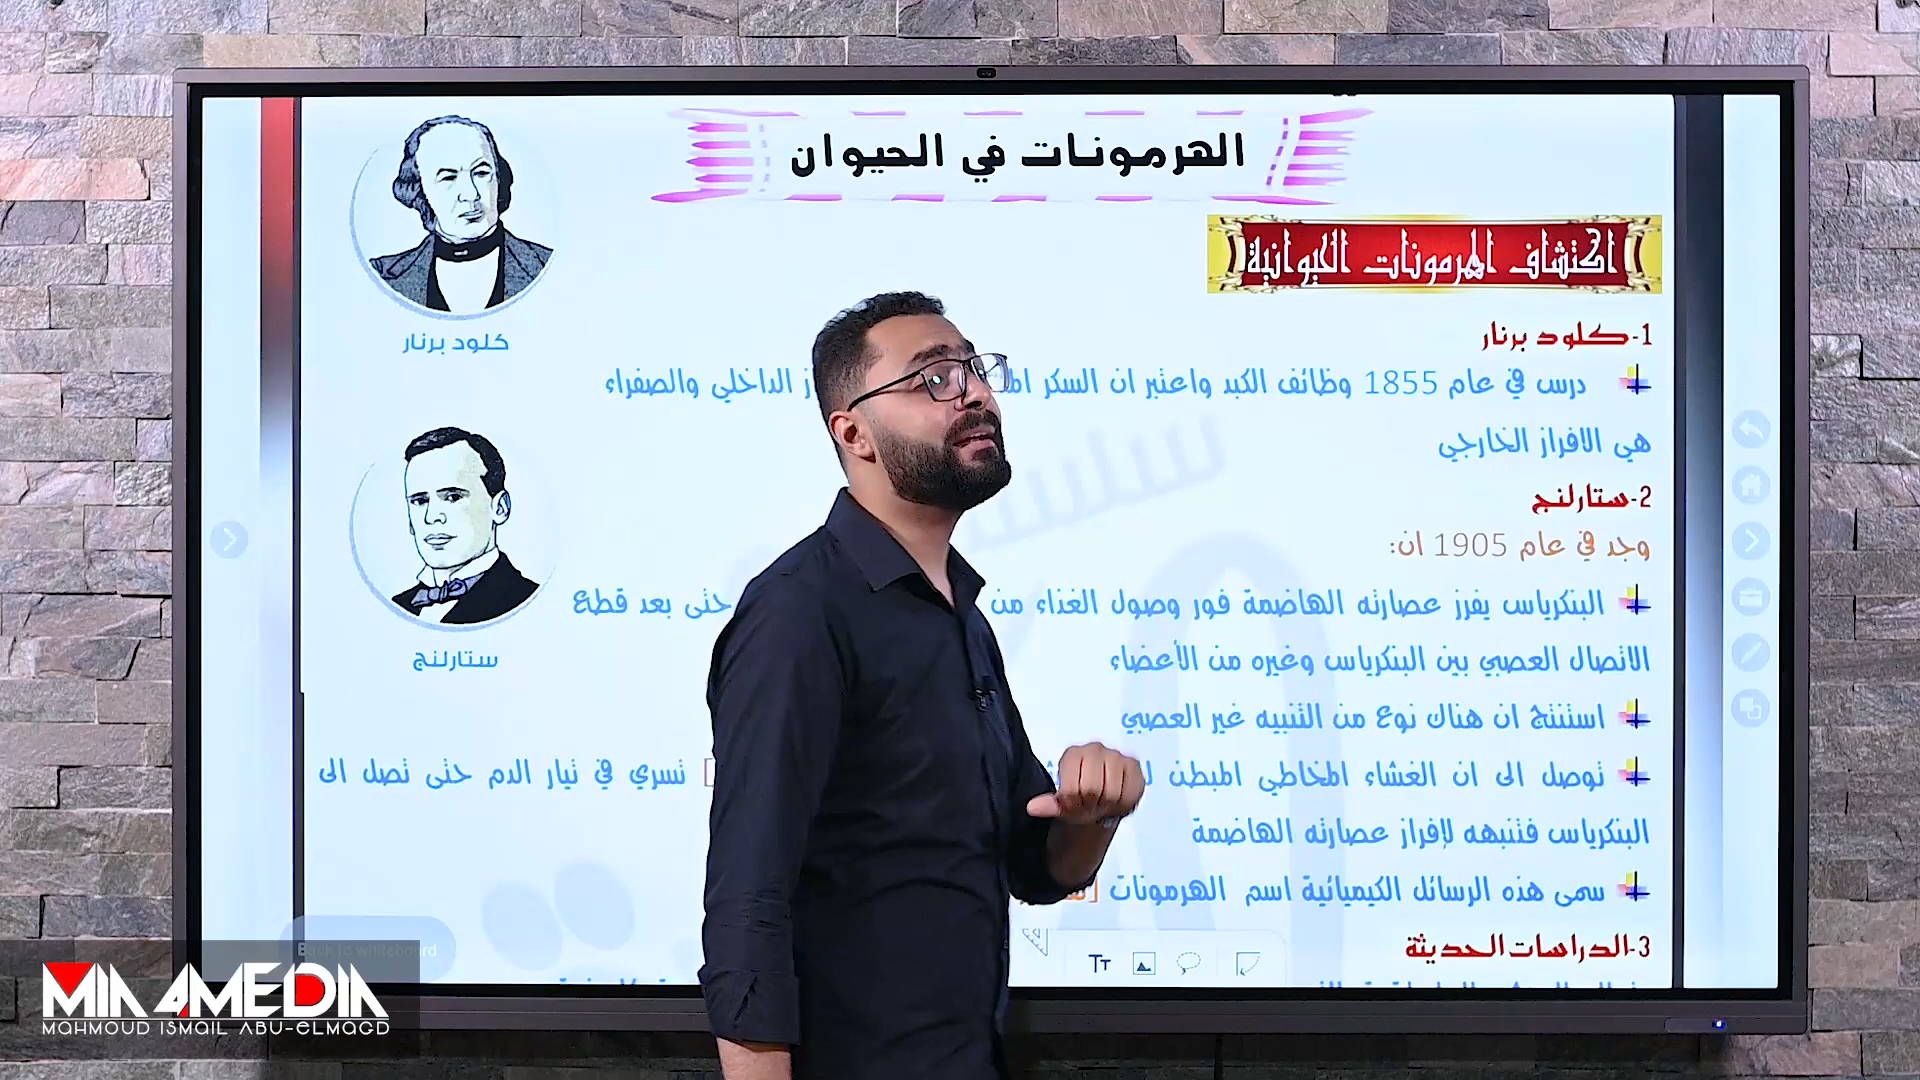 الهرمونات في الحيوان
اكتشاف الهرمونات الحيوانية
كلود برنار
1-كلود برنار
درس في عام 1855 وظائف الكبد واعتبر ان السكر الداخلي والصفراء
هي الافراز الخارجي
2-ستارلنج
وجد في عام 1905 ان:
البنكرياس يفرز عصارته الهاضمة فور وصول الغذاء من حتى بعد قطع
الاتصال العصبي بين البنكرياس وغيره من الأعضاء
ستارلنج
استنتج ان هناك نوع من التنبيه غير العصبي
توصل الى ان الغشاء المخاطي المبطن تسري في تيار الدم حتى تصل الى
البنكرياس فتنبهه لإفراز عصارته الهاضمة
سمى هذه الرسائل الكيميائية اسم الهرمونات
3-الدراسات الحديثة
Back to whiteboard
MINAMEDIA
MAHMOUD ISMAIL ABU-ELMAGD